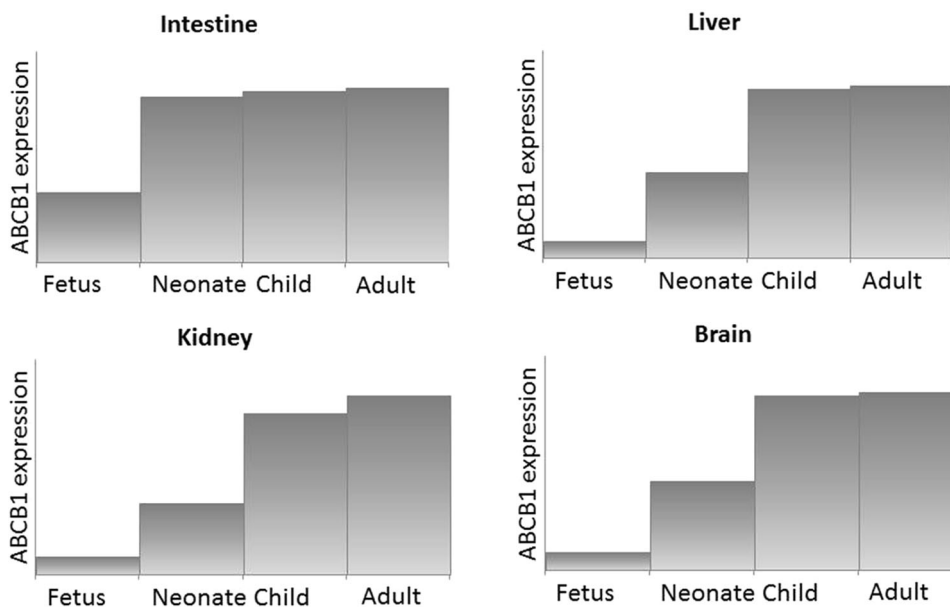 Intestine
ABCB1 expression
Fetus Neonate Child Adult
Liver
ABCB1 expression
Fetus Neonate Child Adult
Kidney
ABCB1 expression
Fetus Neonate Child Adult
Brain
ABCB1 expression
Fetus Neonate Child Adult